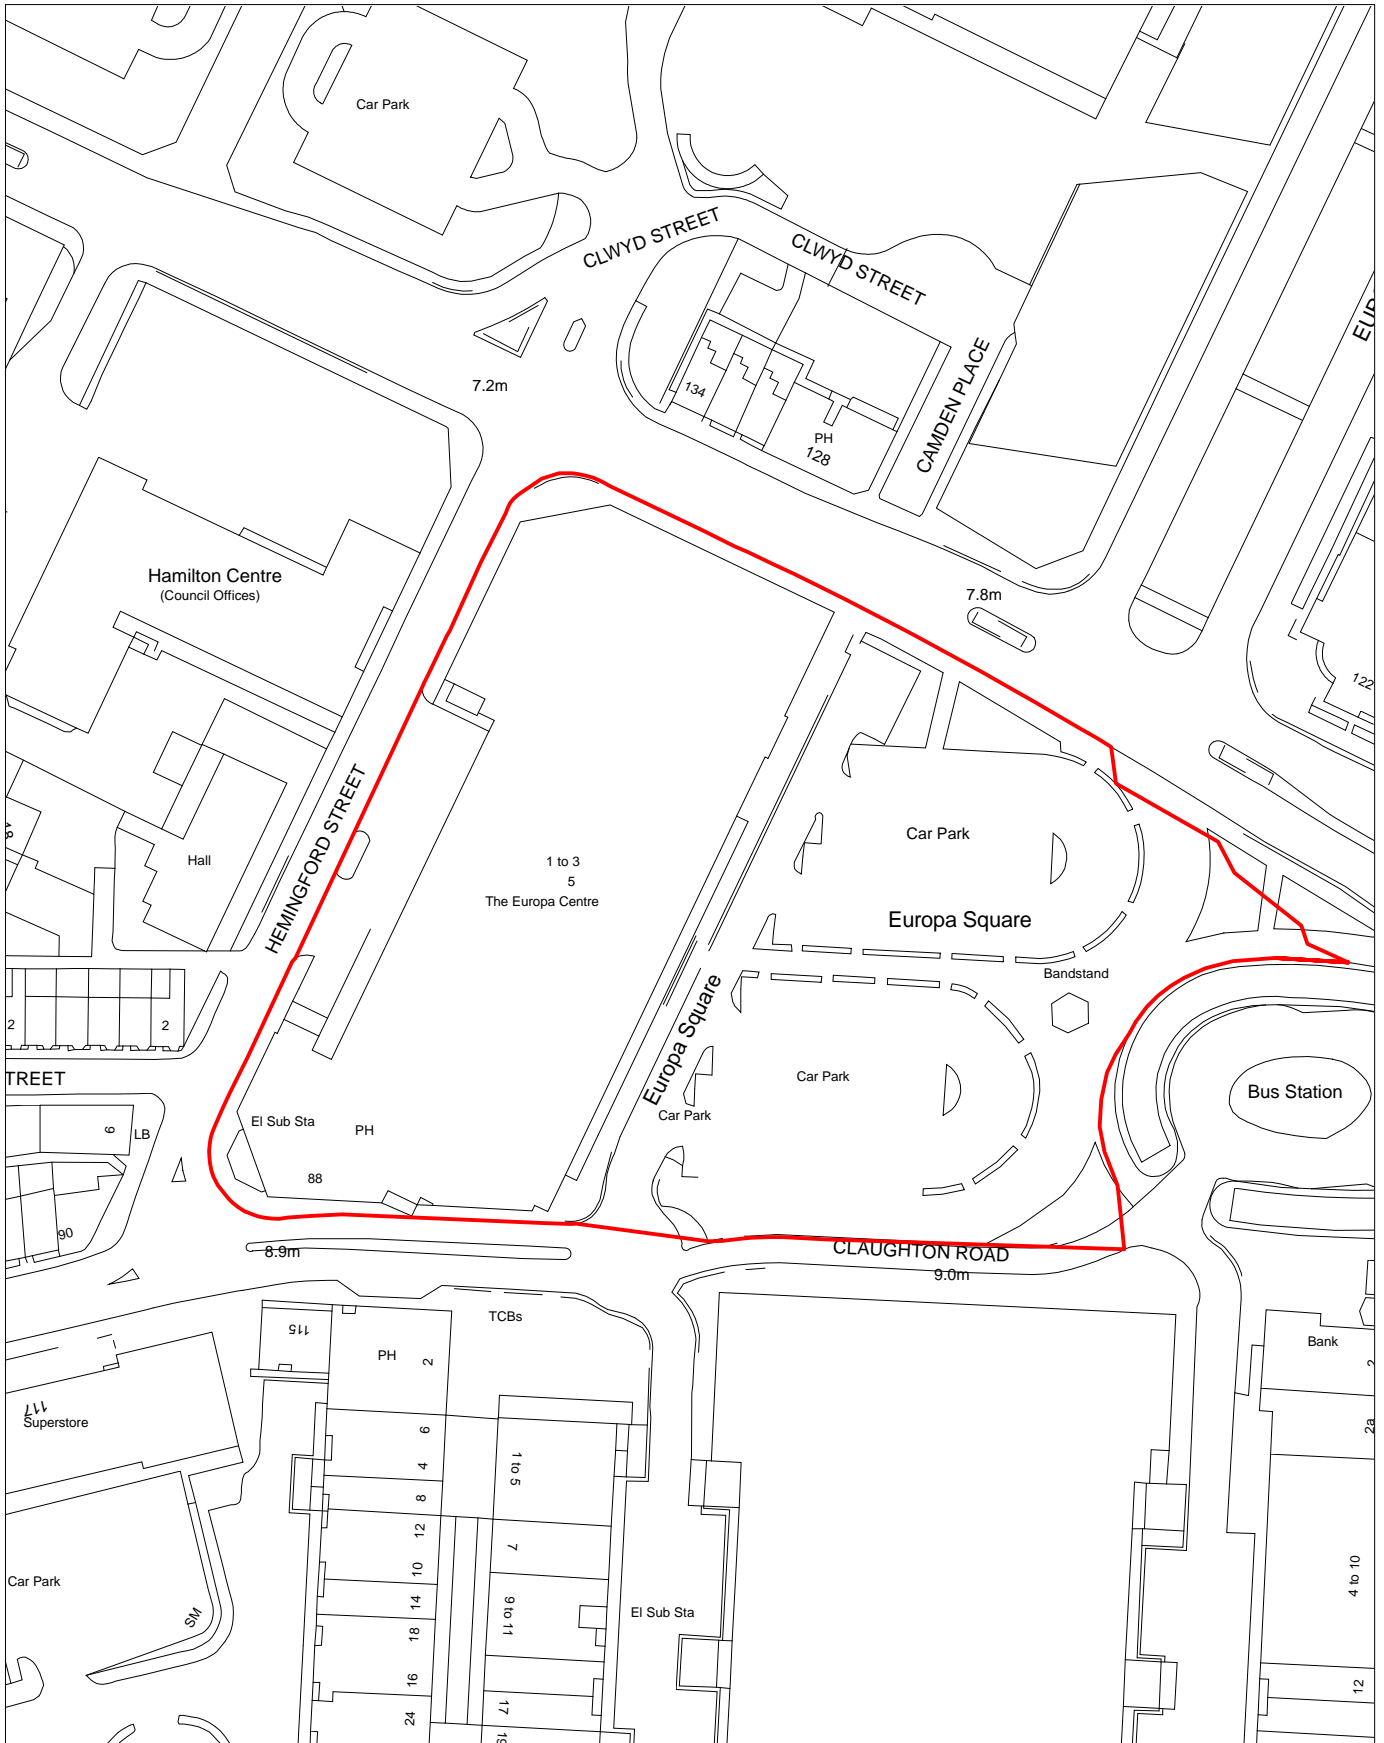 Car Park
CLWYD STREET
CLWYD STREET
7.2m
134
PH
128
CAMDEN PLACE
Hamilton Centre
(Council Offices)
7.8m
122
HEMINGFORD STREET
Hall
1 to 3
5
The Europa Centre
Car Park
Europa Square
Bandstand
Europa Square
Car Park
Car Park
2
2
TREET
Bus Station
6
LB
El Sub Sta
PH
88
90
8.9m
CLAUGHTON ROAD
9.0m
115
TCBs
PH
2
Bank
2
2a
117
Superstore
6
4
8
12
10
14
18
16
24
1 to 5
7
9 to 11
17
El Sub Sta
4 to 10
12
Car Park
SM